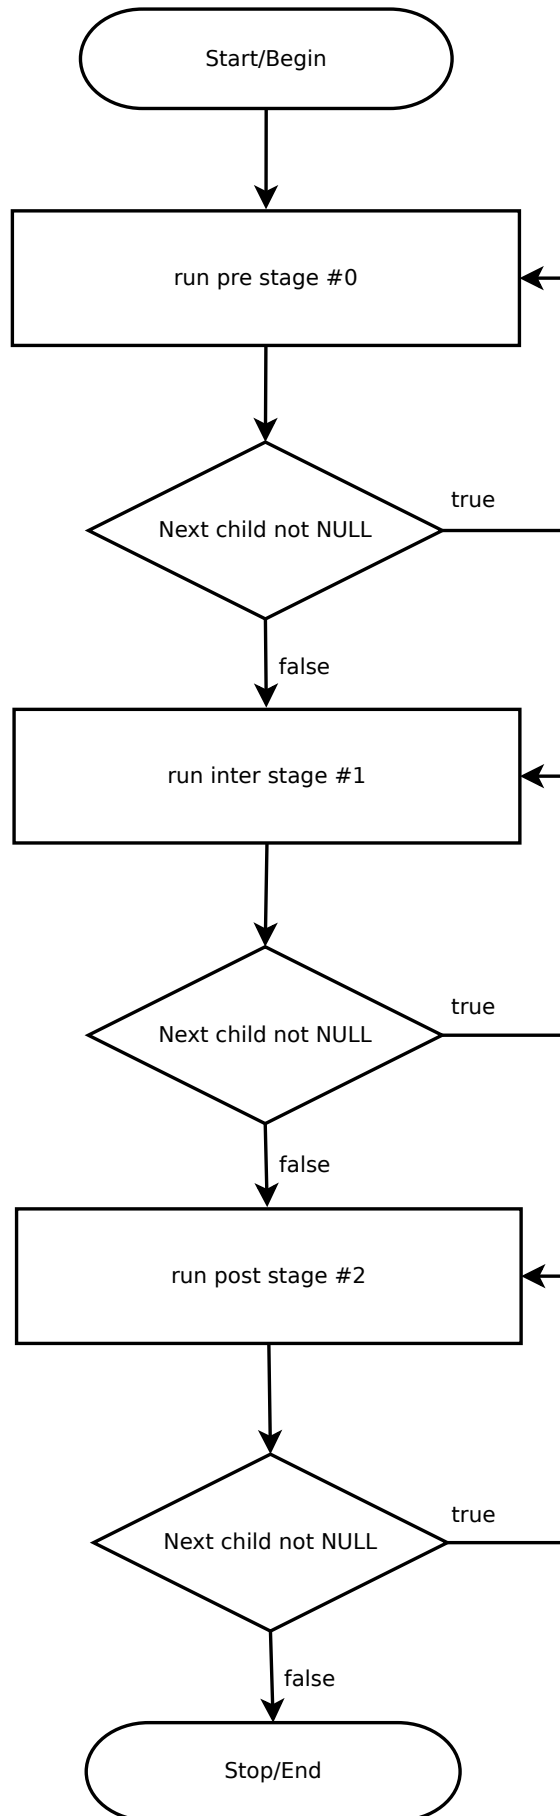 Start/Begin
run pre stage #0
Next child not NULL
true
false
run inter stage #1
Next child not NULL
true
false
run post stage #2
Next child not NULL
true
false
Stop/End